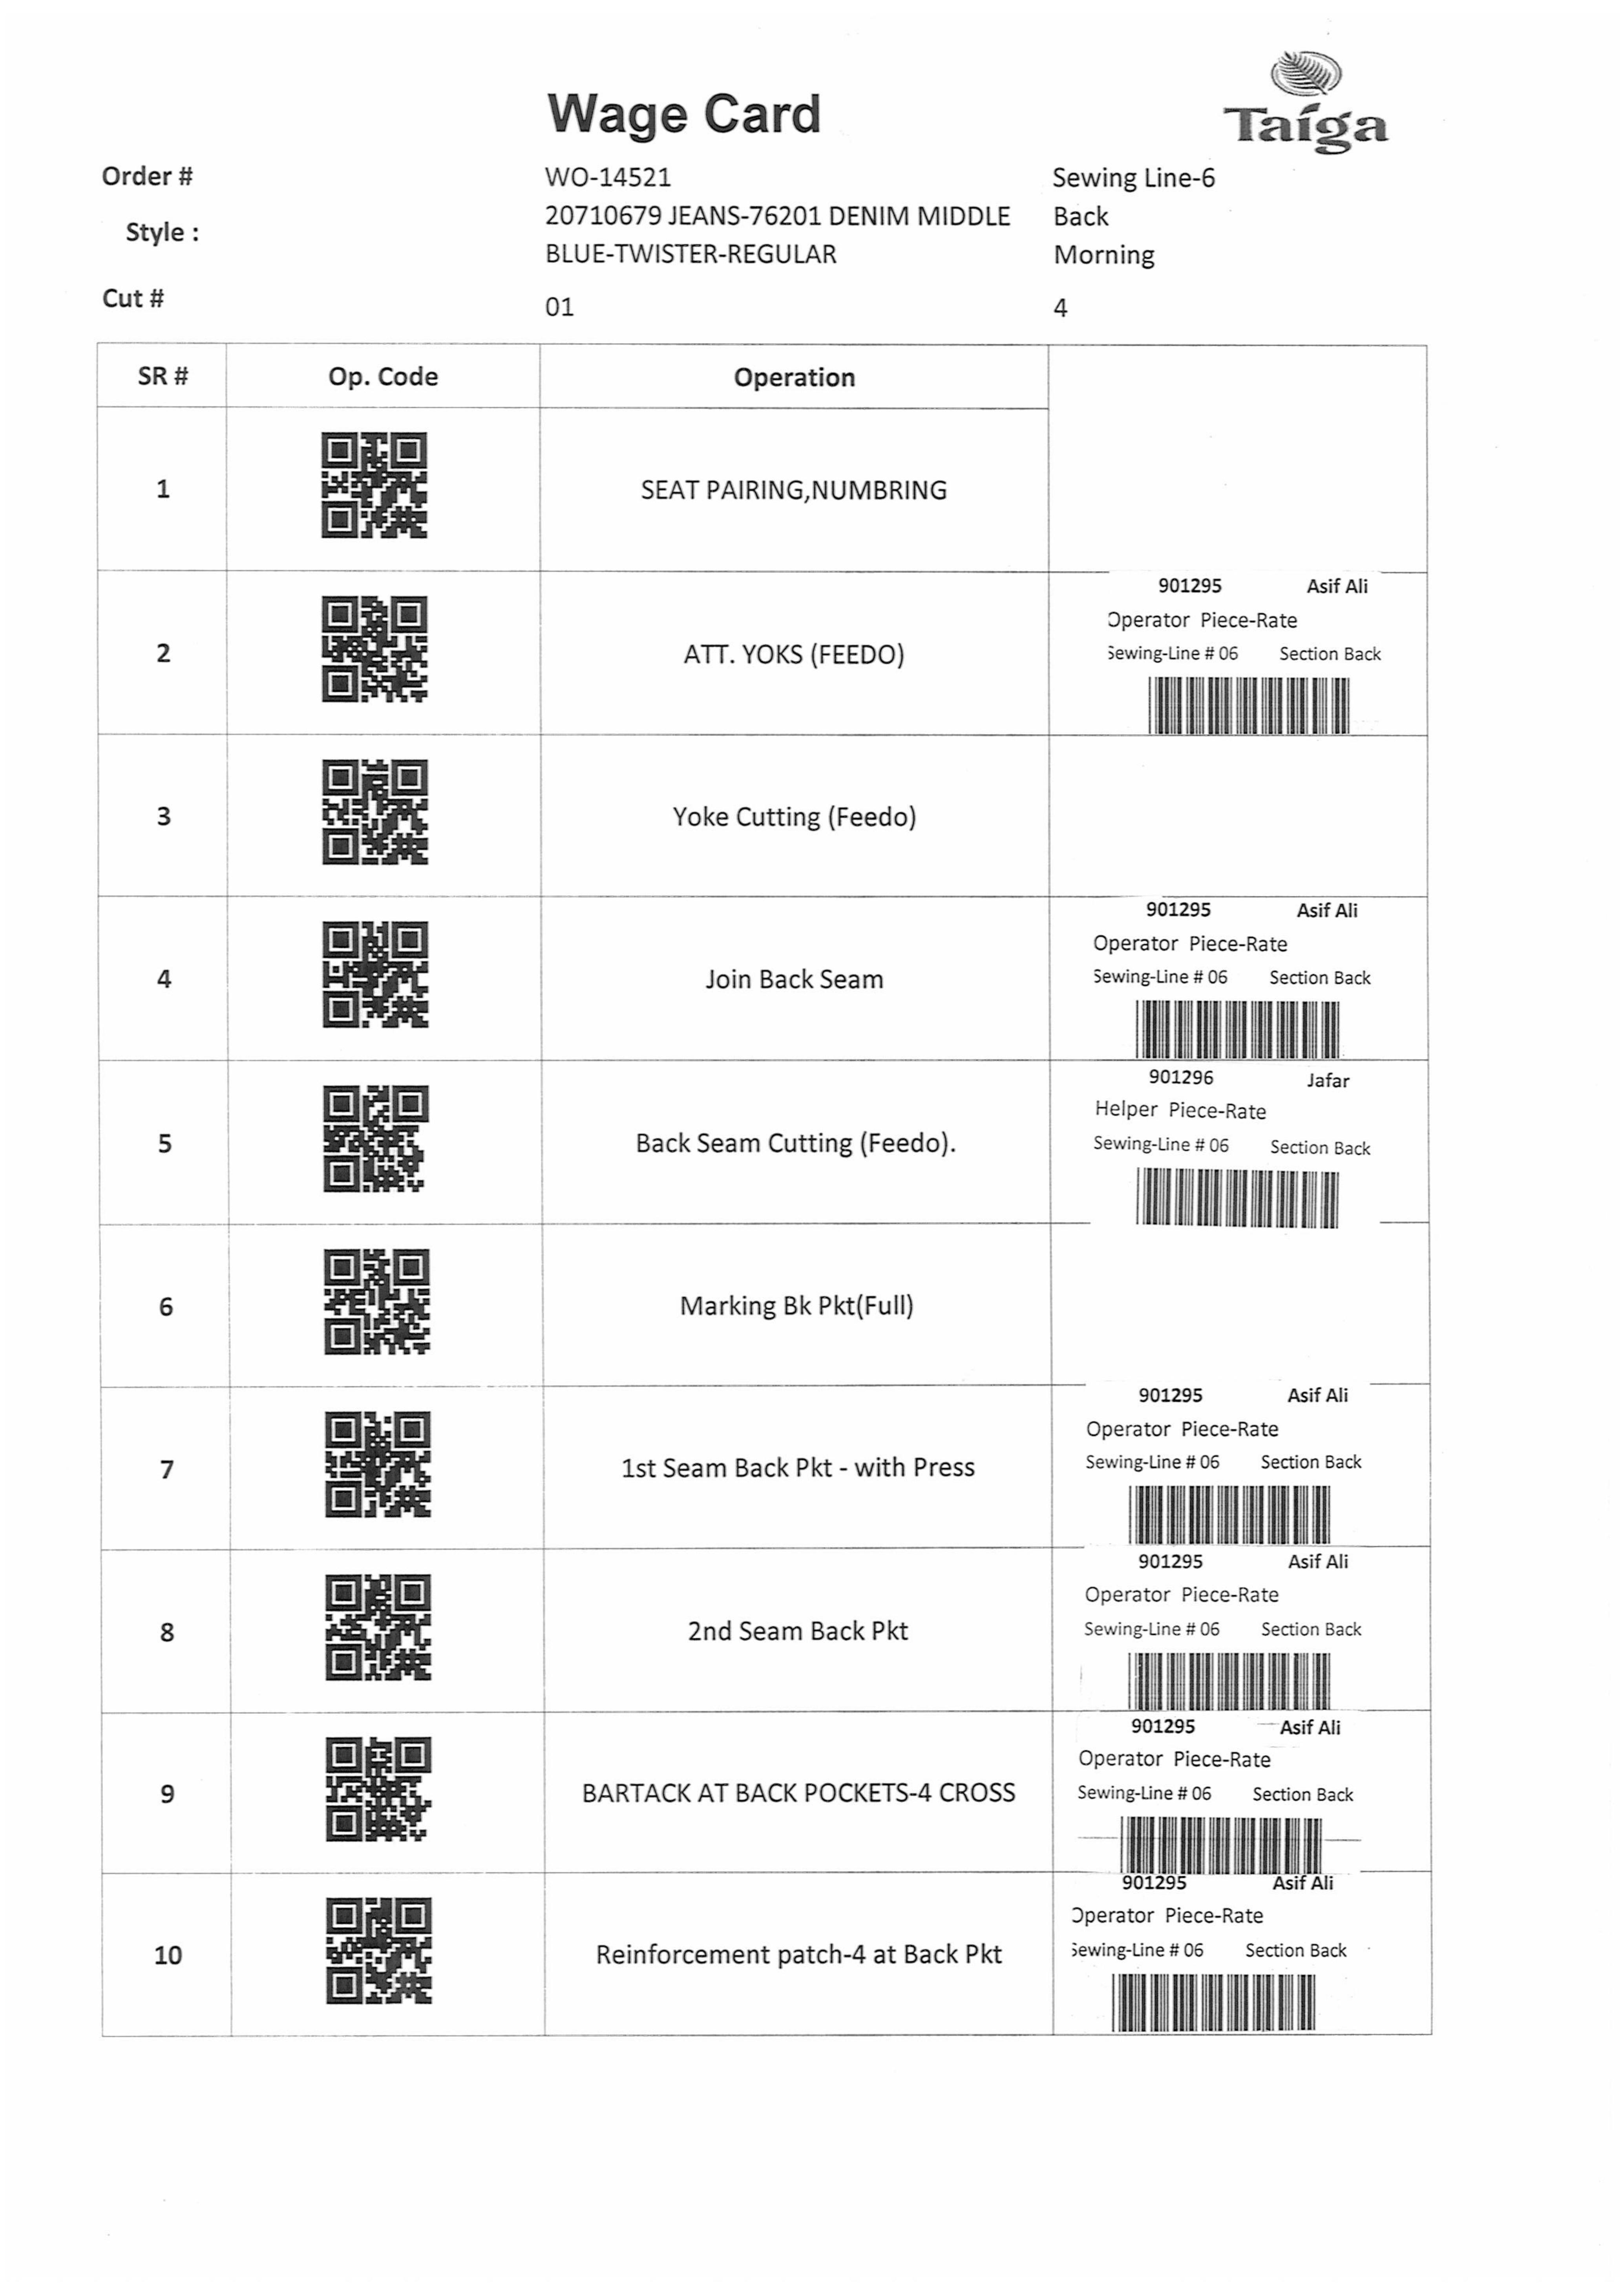 Taiga
Wage Card
Order #
WO-14521
Sewing Line-6
Style :
20710679 JEANS-76201 DENIM MIDDLE
BLUE-TWISTER-REGULAR
Back
Morning
Cut #
01
4
SR #
Op. Code
Operation
1
SEAT PAIRING,NUMBRING
2
ATT. YOKS (FEEDO)
901295 Asif Ali
Operator Piece-Rate
Sewing-Line # 06 Section Back
3
Yoke Cutting (Feedo)
4
Join Back Seam
901295 Asif Ali
Operator Piece-Rate
Sewing-Line # 06 Section Back
5
Back Seam Cutting (Feedo).
901296 Jafar
Helper Piece-Rate
Sewing-Line # 06 Section Back
6
Marking Bk Pkt(Full)
7
1st Seam Back Pkt - with Press
901295 Asif Ali
Operator Piece-Rate
Sewing-Line # 06 Section Back
8
2nd Seam Back Pkt
901295 Asif Ali
Operator Piece-Rate
Sewing-Line # 06 Section Back
9
BARTACK AT BACK POCKETS-4 CROSS
901295 Asif Ali
Operator Piece-Rate
Sewing-Line # 06 Section Back
10
Reinforcement patch-4 at Back Pkt
901295 Asif Ali
Operator Piece-Rate
Sewing-Line # 06 Section Back